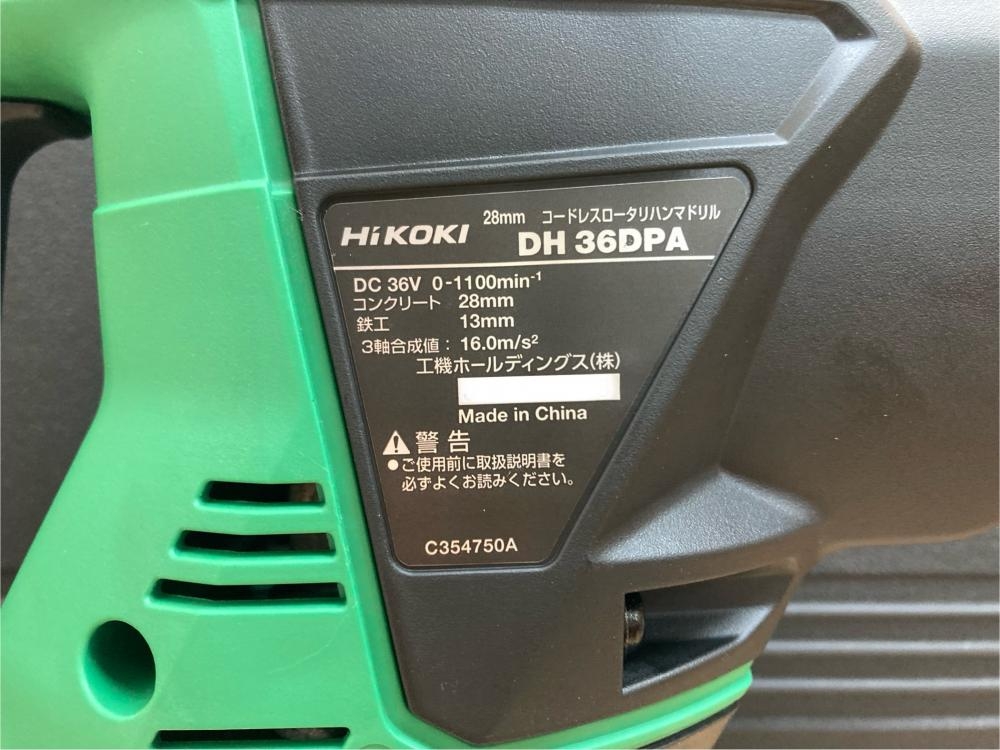 HiKOKI 28mm コードレスロータリハンマドリル
DH 36DPA
DC 36V 0-1100min⁻¹
コンクリート 28mm
鉄工 13mm
3軸合成値: 16.0m/s²
工機ホールディングス(株)
Made in China
警告
●ご使用前に取扱説明書を
必ずよくお読みください。
C354750A